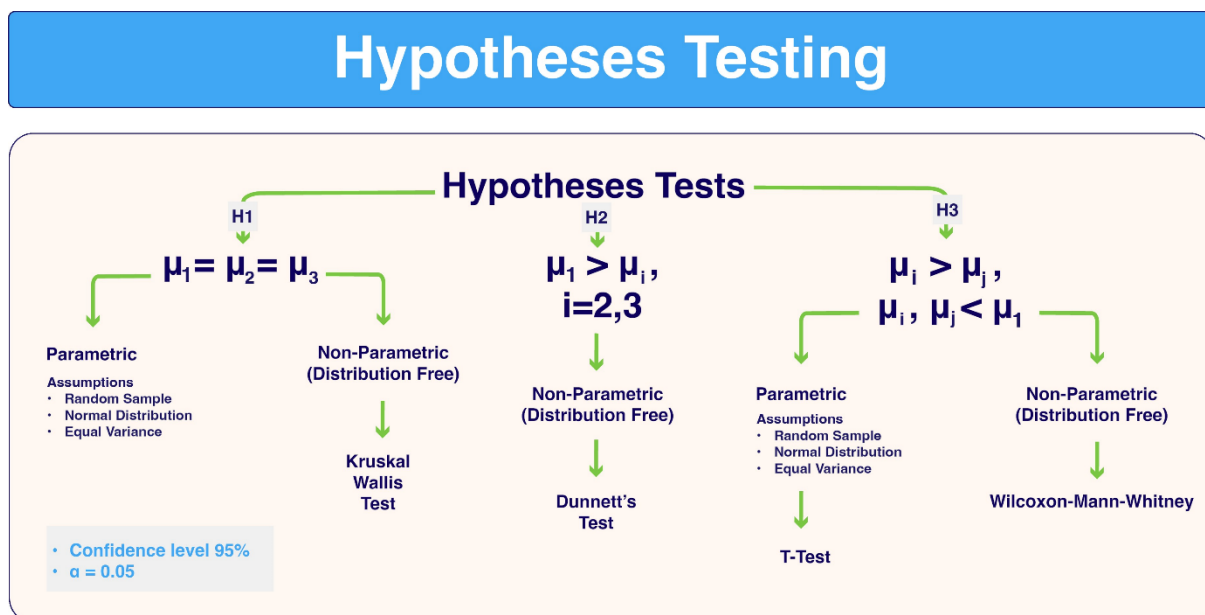 Hypotheses Testing
Hypotheses Tests
H1
H2
H3
μ₁= μ₂= μ₃
μ₁ > μᵢ ,
i=2,3
μᵢ > μⱼ ,
μᵢ , μⱼ < μ₁
Parametric
Assumptions
• Random Sample
• Normal Distribution
• Equal Variance
Non-Parametric
(Distribution Free)
Kruskal
Wallis
Test
Non-Parametric
(Distribution Free)
Dunnett's
Test
Parametric
Assumptions
• Random Sample
• Normal Distribution
• Equal Variance
T-Test
Non-Parametric
(Distribution Free)
Wilcoxon-Mann-Whitney
• Confidence level 95%
• α = 0.05